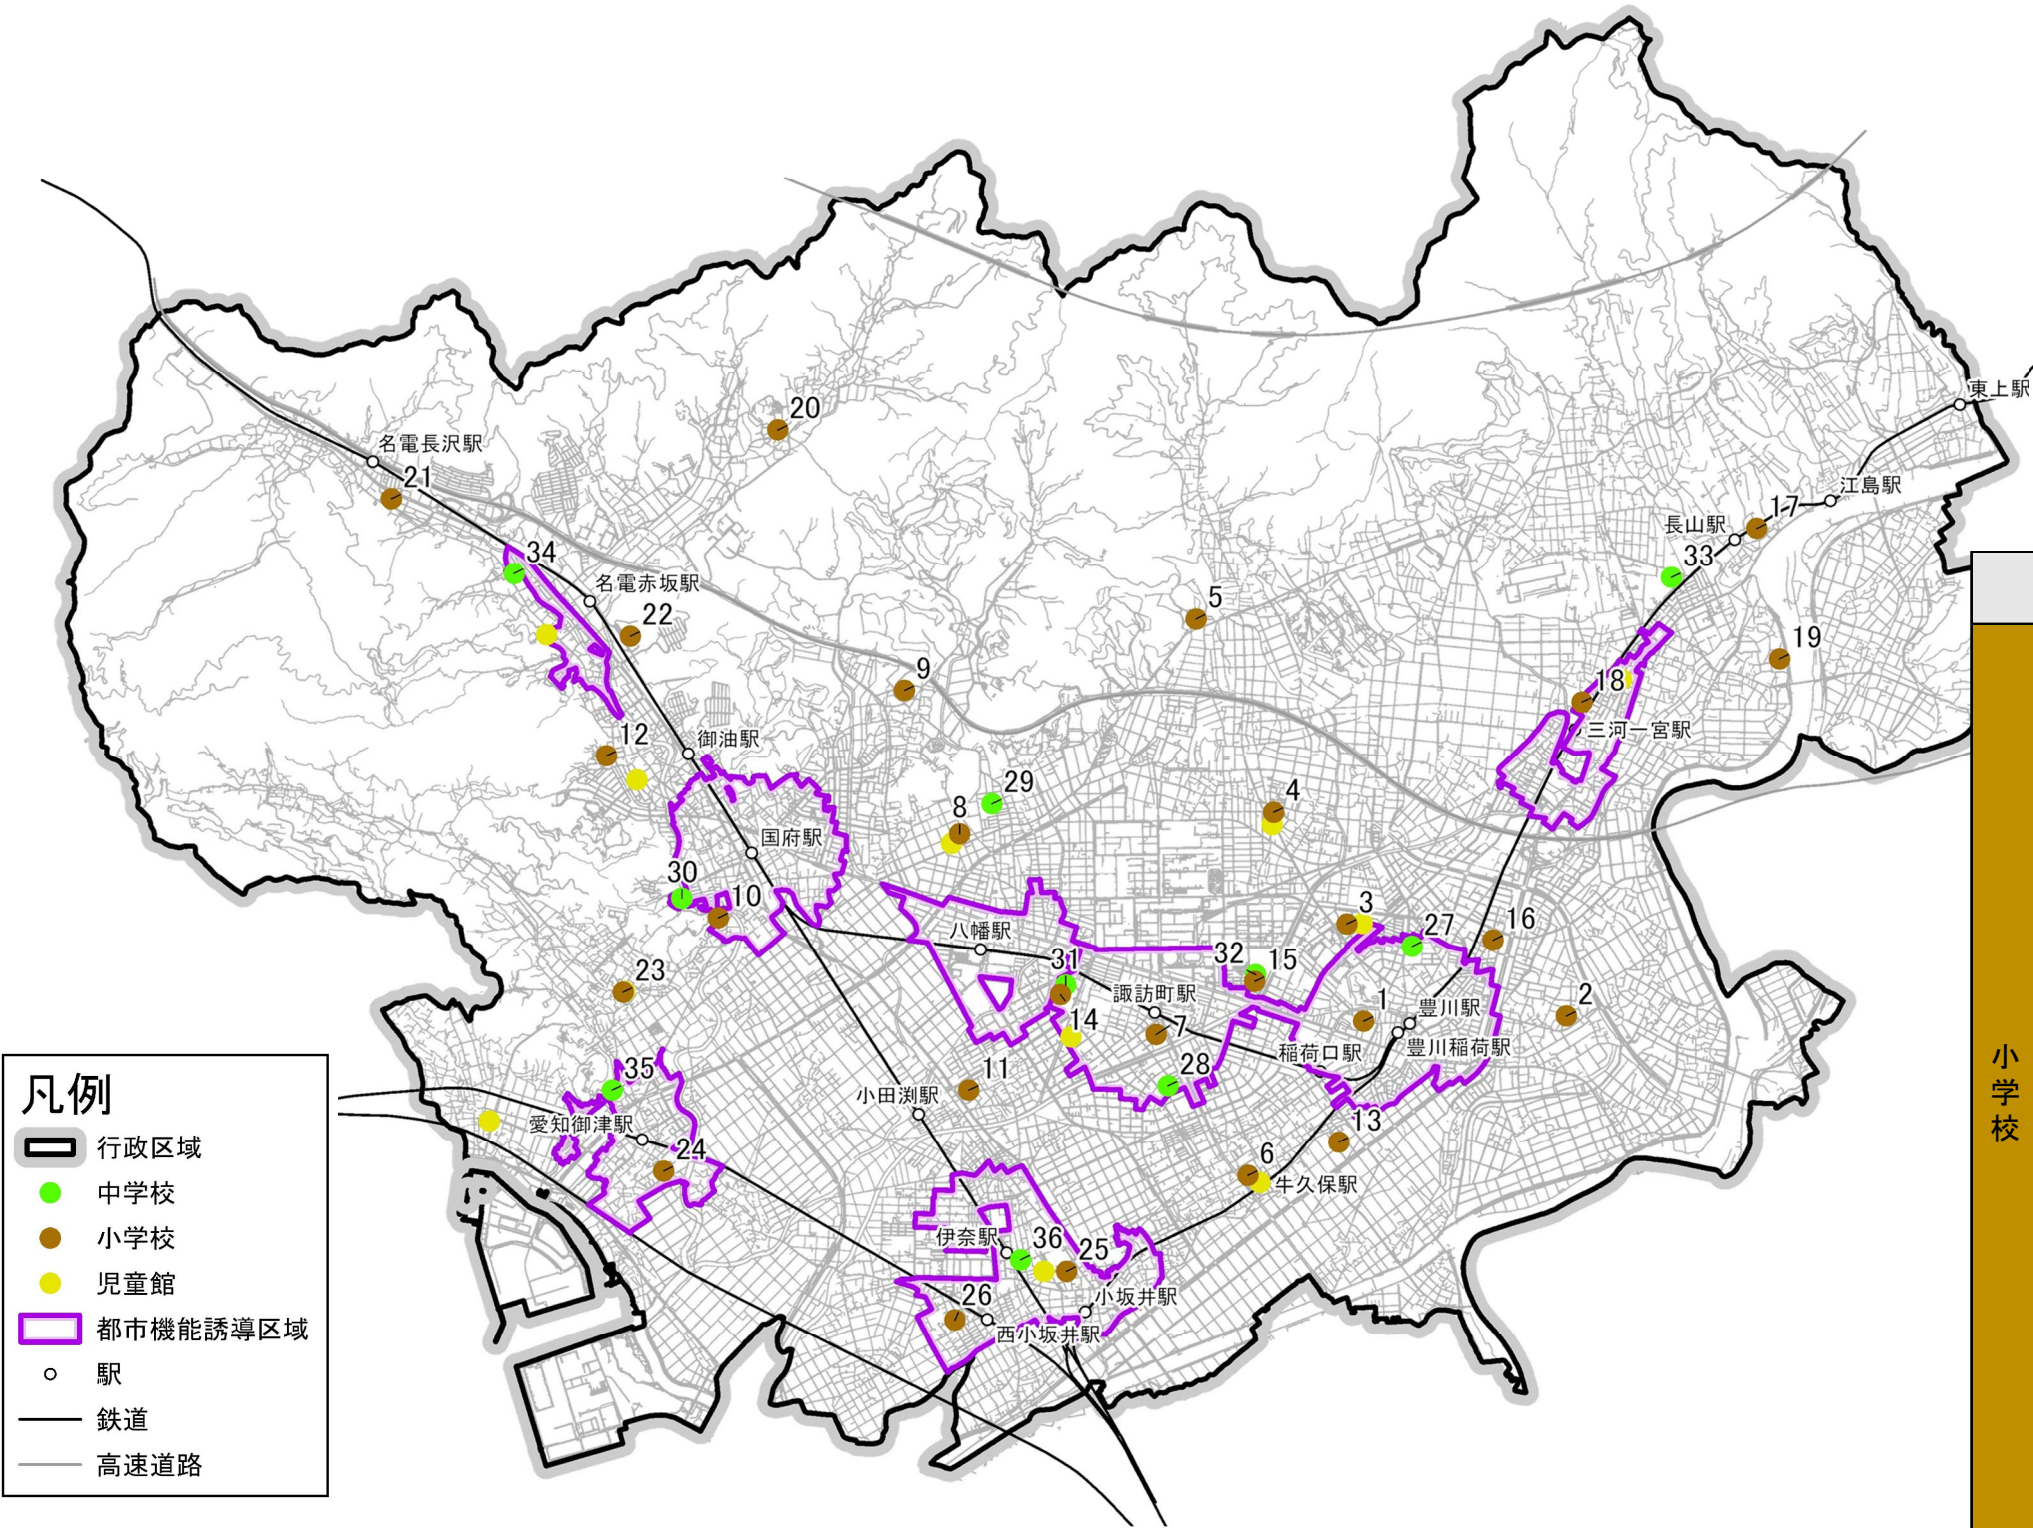 東上駅
20
名電長沢駅
21
江島駅
17
長山駅
34
33
名電赤坂駅
5
22
19
9
18
12
御油駅
三河一宮駅
29
4
8
国府駅
30
10
3
27
16
八幡駅
31
32
15
23
諏訪町駅
1
豊川駅
2
14
7
豊川稲荷駅
稲荷口駅
35
11
28
小田渕駅
愛知御津駅
13
24
6
牛久保駅
伊奈駅
36
25
26
小坂井駅
西小坂井駅
凡例
行政区域
中学校
小学校
児童館
都市機能誘導区域
駅
鉄道
高速道路
小学校